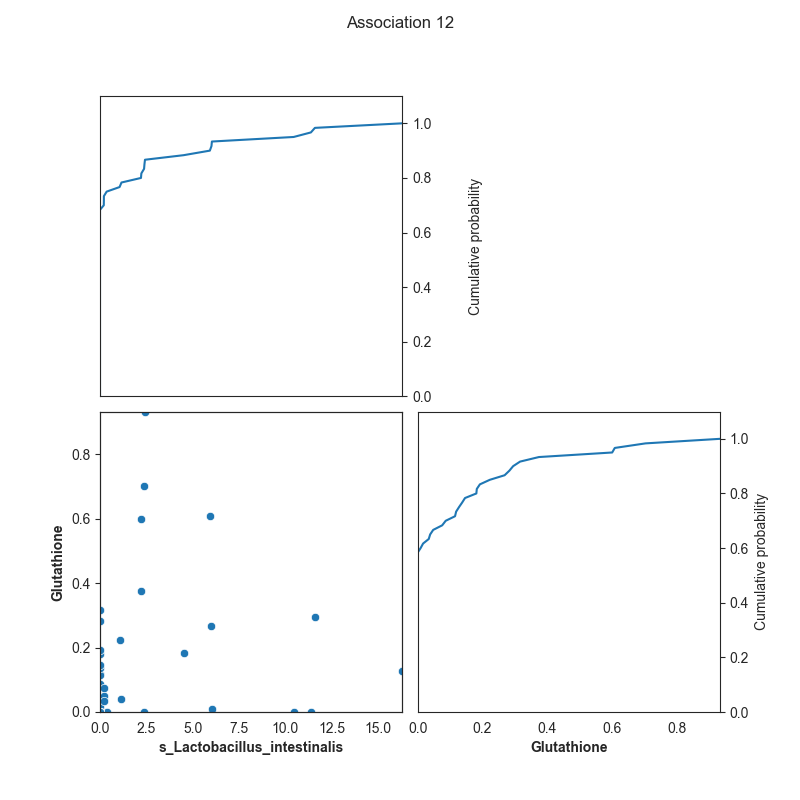 Association 12
1.0
0.8
0.6
0.4
0.2
0.0
Cumulative probability
0.8
0.6
0.4
0.2
0.0
Glutathione
0.0 2.5 5.0 7.5 10.0 12.5 15.0
s_Lactobacillus_intestinalis
1.0
0.8
0.6
0.4
0.2
0.0
Cumulative probability
0.0 0.2 0.4 0.6 0.8
Glutathione